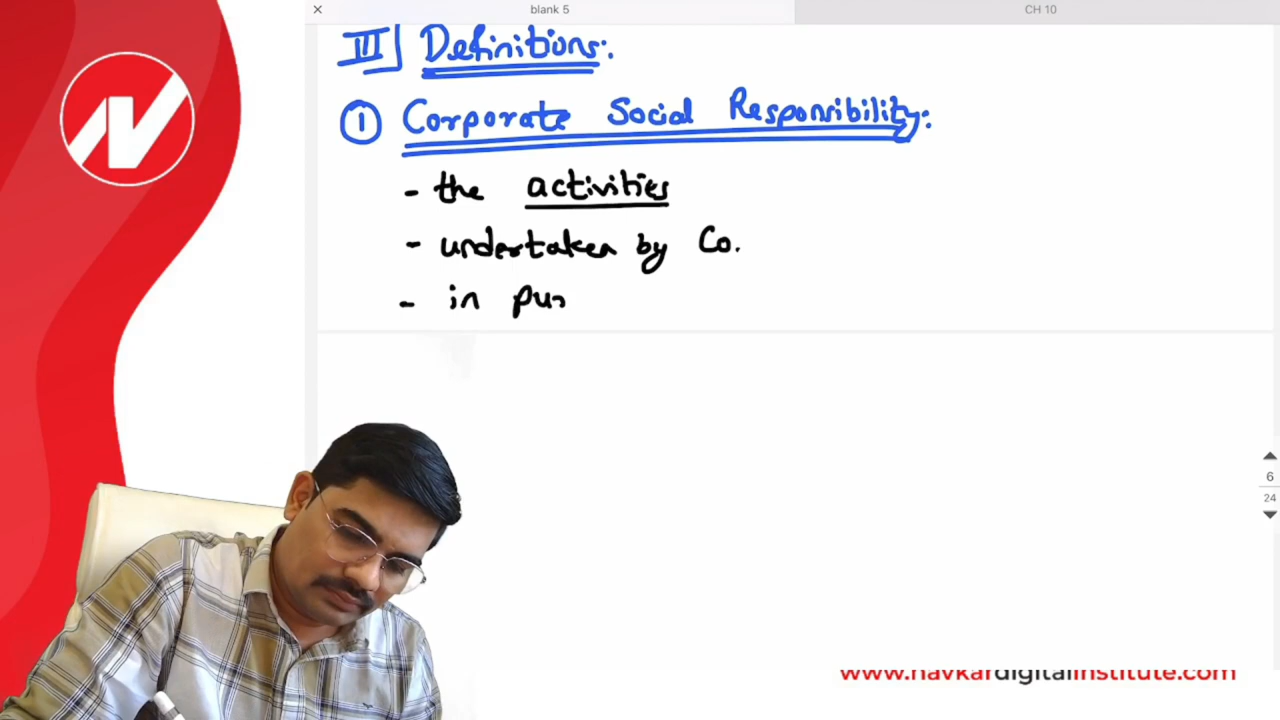 × blank 5 CH 10
III] Definitions:
① Corporate Social Responsibility:
- the activities
- undertaken by Co.
- in pur
6
24
www.navkardigitalinstitute.com